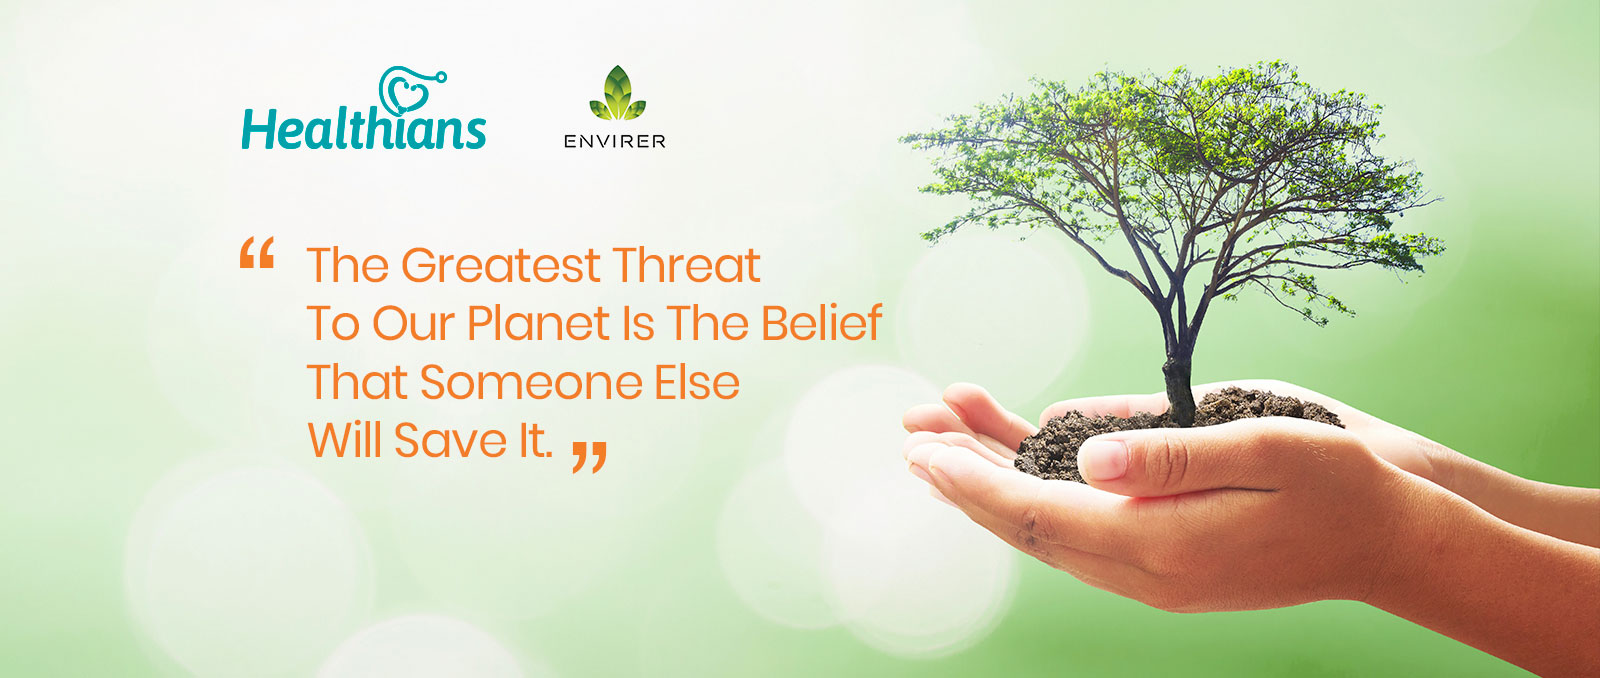 Healthians
ENVIRER
“ The Greatest Threat
To Our Planet Is The Belief
That Someone Else
Will Save It. ”